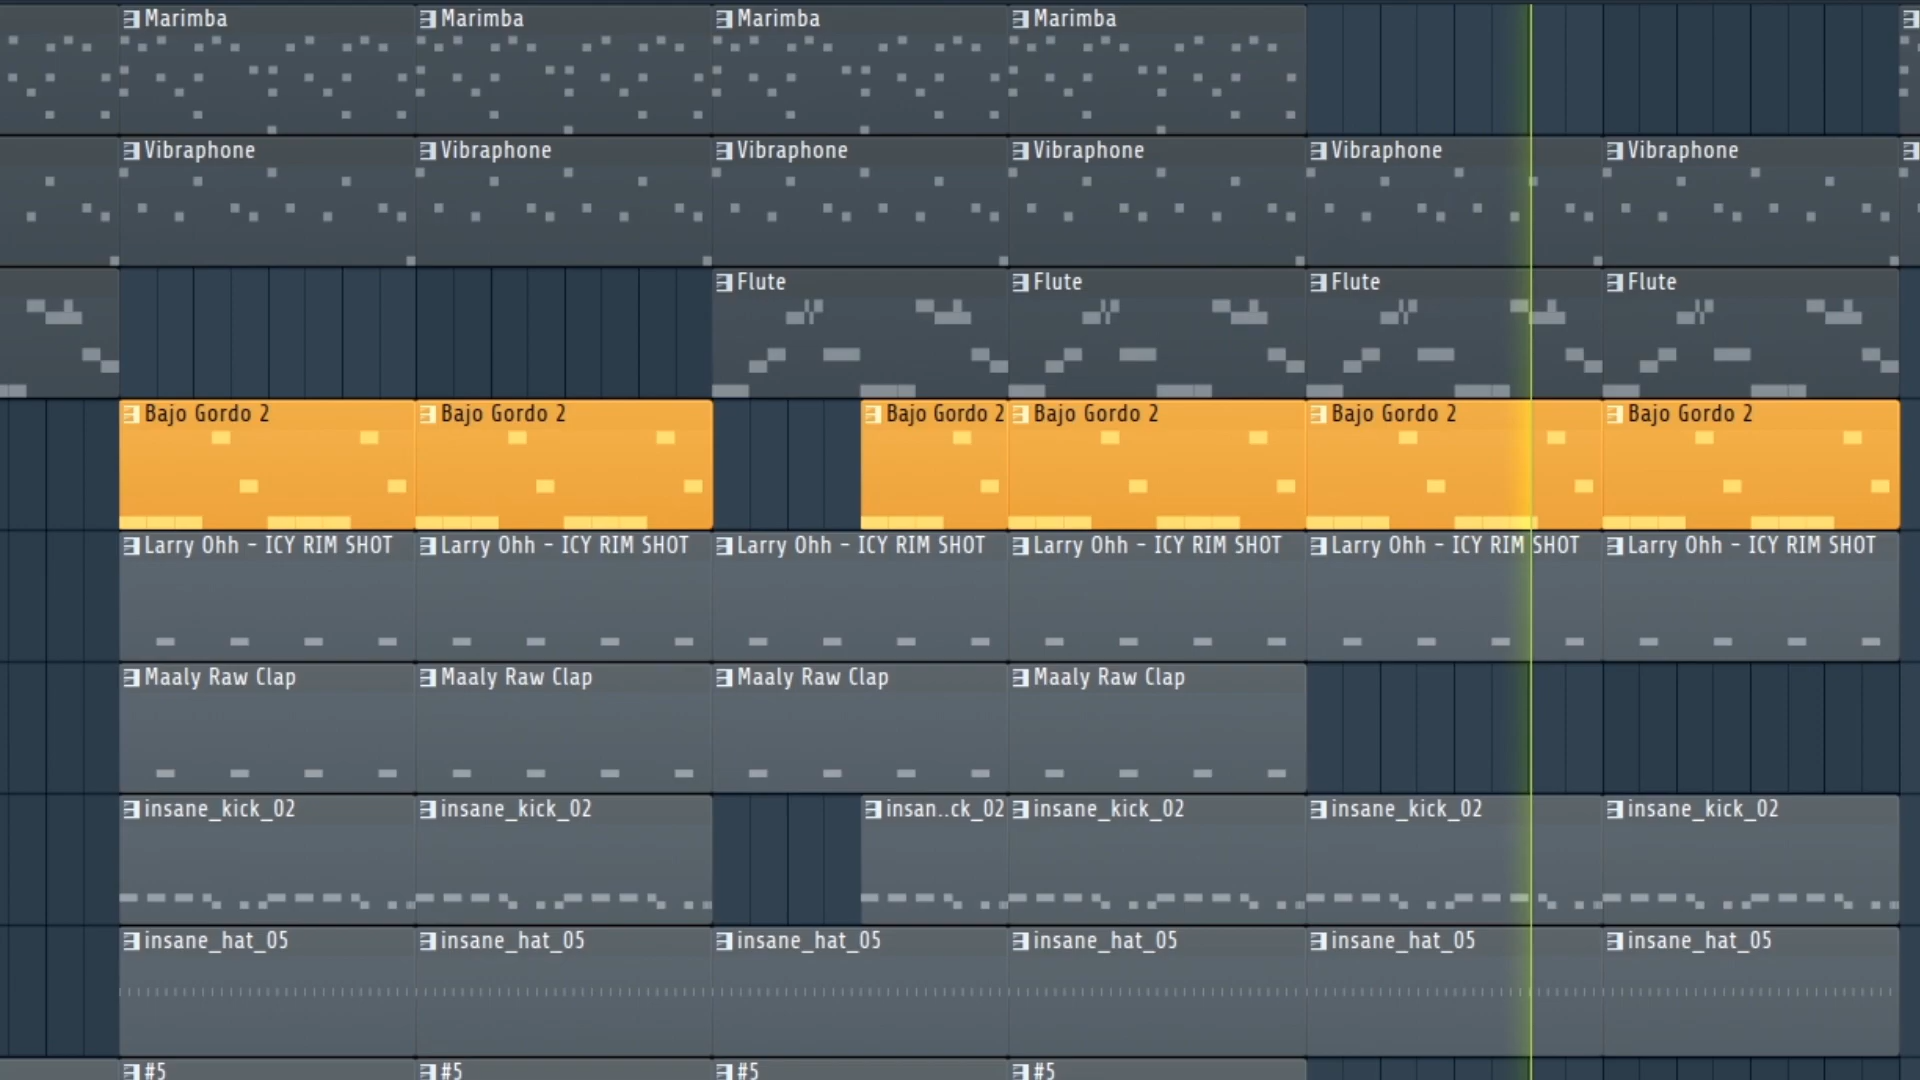 Marimba Marimba Marimba Marimba
Vibraphone Vibraphone Vibraphone Vibraphone Vibraphone Vibraphone
Flute Flute Flute Flute
Bajo Gordo 2 Bajo Gordo 2 Bajo Gordo 2 Bajo Gordo 2 Bajo Gordo 2 Bajo Gordo 2
Larry Ohh - ICY RIM SHOT Larry Ohh - ICY RIM SHOT Larry Ohh - ICY RIM SHOT Larry Ohh - ICY RIM SHOT Larry Ohh - ICY RIM SHOT Larry Ohh - ICY RIM SHOT
Maaly Raw Clap Maaly Raw Clap Maaly Raw Clap Maaly Raw Clap
insane_kick_02 insane_kick_02 insan..ck_02 insane_kick_02 insane_kick_02 insane_kick_02
insane_hat_05 insane_hat_05 insane_hat_05 insane_hat_05 insane_hat_05 insane_hat_05
#5 #5 #5 #5